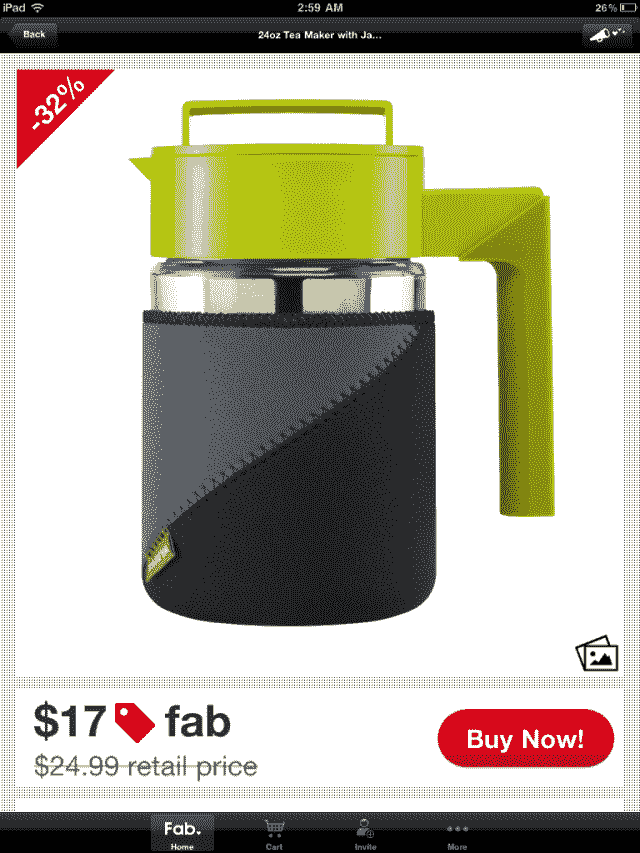 iPad 2:59 AM 26%
Back 24oz Tea Maker with Ja...
-32%
$17 fab
$24.99 retail price
Buy Now!
Fab.
Home Cart Invite More